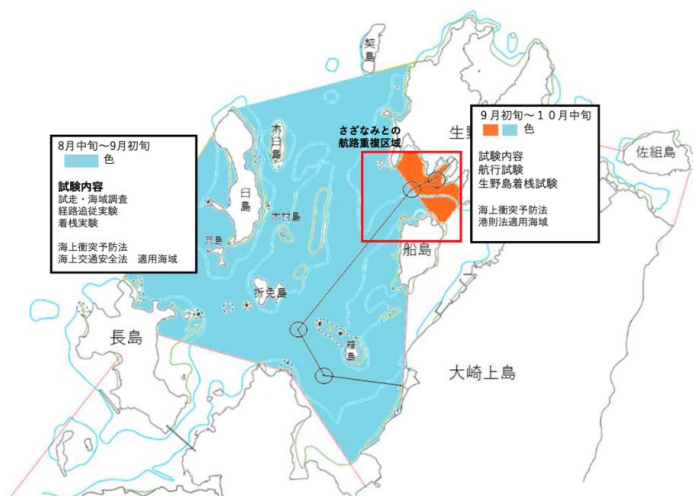 契島
さざなみとの
航路重複区域
8月中旬〜9月初旬
色
試験内容
試走・海域調査
経路追従実験
着桟実験
海上衝突予防法
海上交通安全法 適用海域
9月初旬〜10月中旬
色
試験内容
航行試験
生野島着桟試験
海上衝突予防法
港則法適用海域
生野
佐組島
臼島
船島
折免島
長島
大崎上島